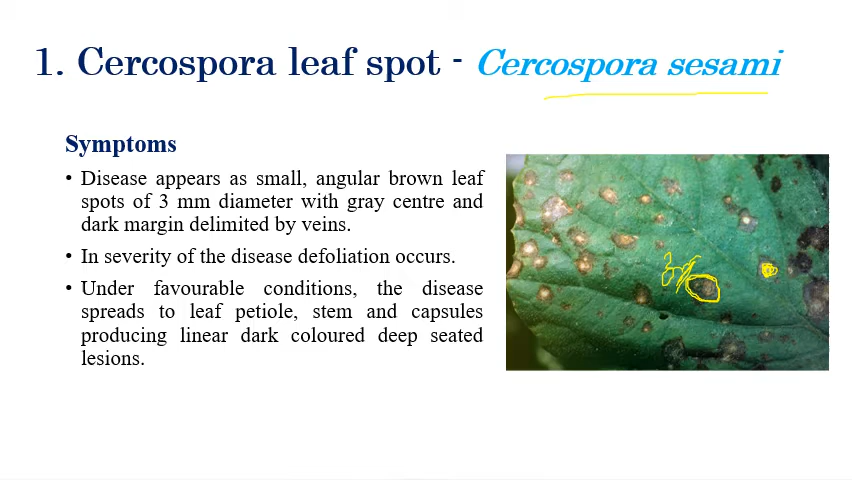 1. Cercospora leaf spot - Cercospora sesami
Symptoms
• Disease appears as small, angular brown leaf
spots of 3 mm diameter with gray centre and
dark margin delimited by veins.
• In severity of the disease defoliation occurs.
• Under favourable conditions, the disease
spreads to leaf petiole, stem and capsules
producing linear dark coloured deep seated
lesions.